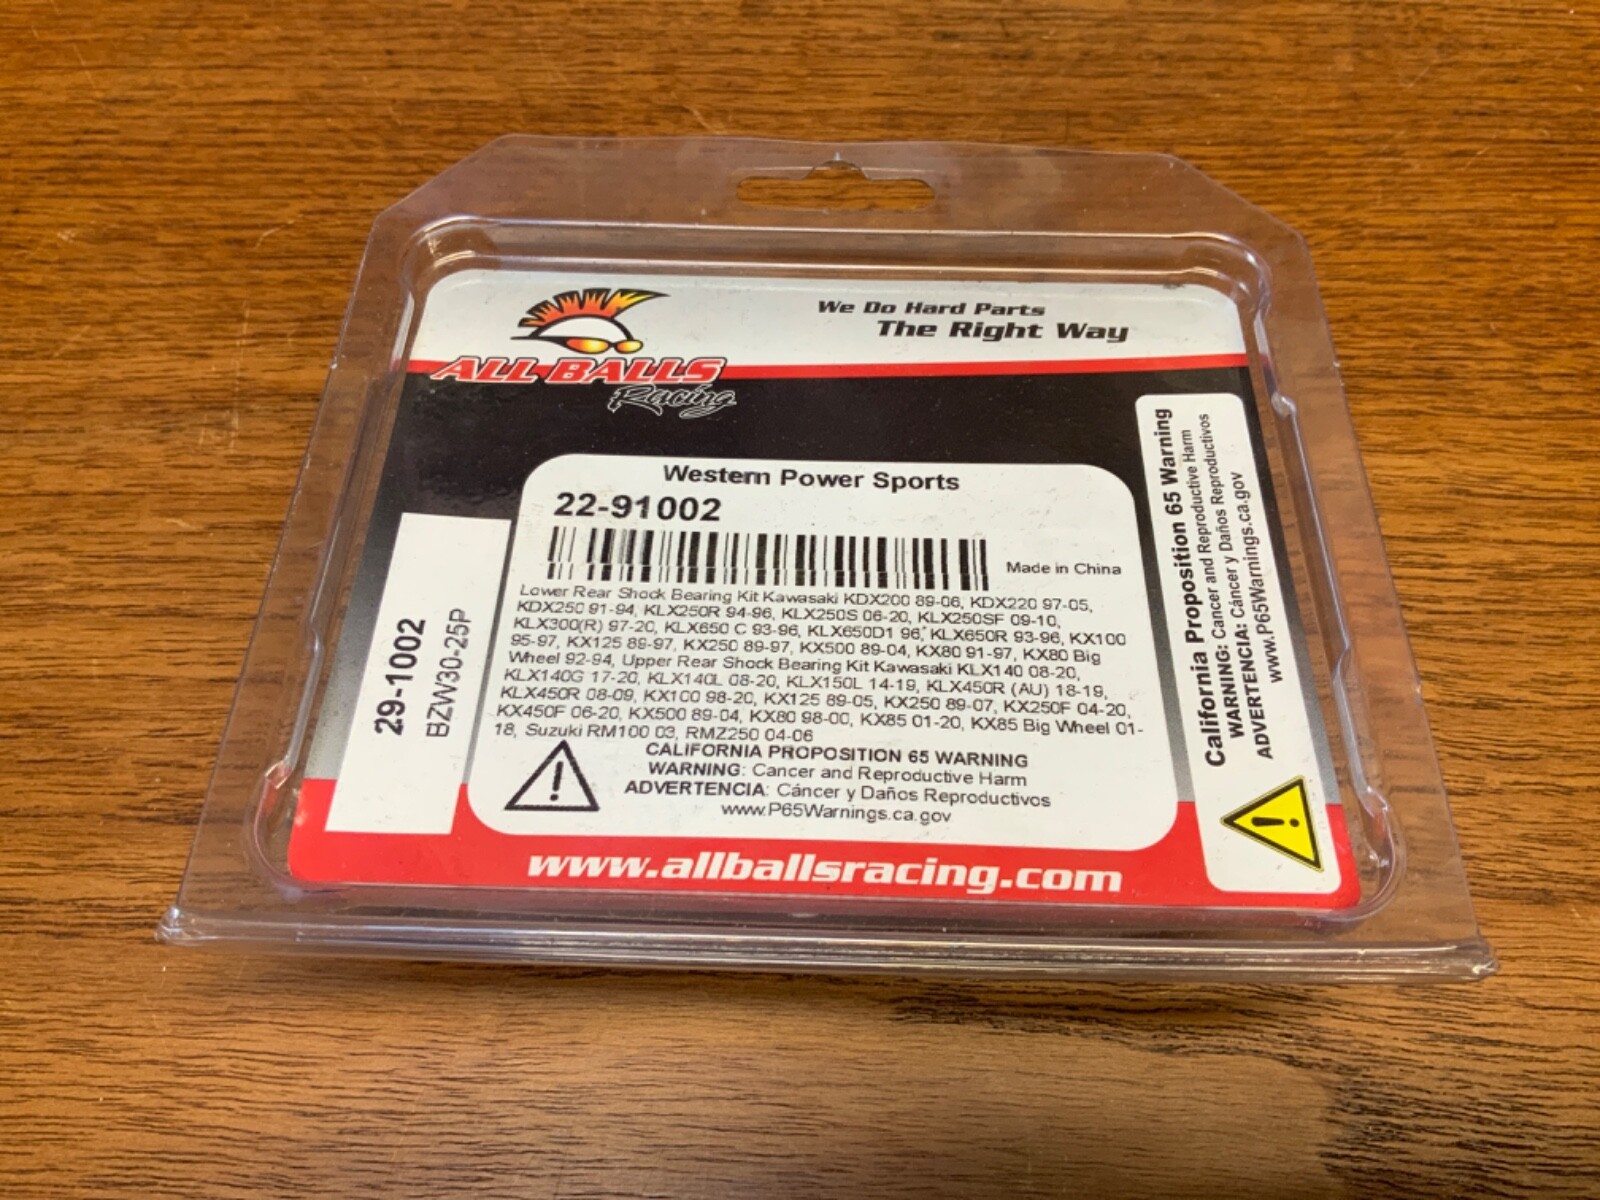 We Do Hard Parts
The Right Way
ALL BALLS
Racing
Western Power Sports
22-91002
Made in China
Lower Rear Shock Bearing Kit Kawasaki KDX200 89-06, KDX220 97-05,
KDX250 91-94, KLX250R 94-96, KLX250S 06-20, KLX250SF 09-10,
KLX300(R) 97-20, KLX650 C 93-96, KLX650D1 96, KLX650R 93-96, KX100
95-97, KX125 89-97, KX250 89-97, KX500 89-04, KX80 91-97, KX80 Big
Wheel 92-94, Upper Rear Shock Bearing Kit Kawasaki KLX140 08-20,
KLX140G 17-20, KLX140L 08-20, KLX150L 14-19, KLX450R (AU) 18-19,
KLX450R 08-09, KX100 98-20, KX125 89-05, KX250 89-07, KX250F 04-20,
KX450F 06-20, KX500 89-04, KX80 98-00, KX85 01-20, KX85 Big Wheel 01-
18, Suzuki RM100 03, RMZ250 04-06
CALIFORNIA PROPOSITION 65 WARNING
WARNING: Cancer and Reproductive Harm
ADVERTENCIA: Cáncer y Daños Reproductivos
www.P65Warnings.ca.gov
www.allballsracing.com
29-1002
BZW30-25P
California Proposition 65 Warning
WARNING: Cancer and Reproductive Harm
ADVERTENCIA: Cáncer y Daños Reproductivos
www.P65Warnings.ca.gov